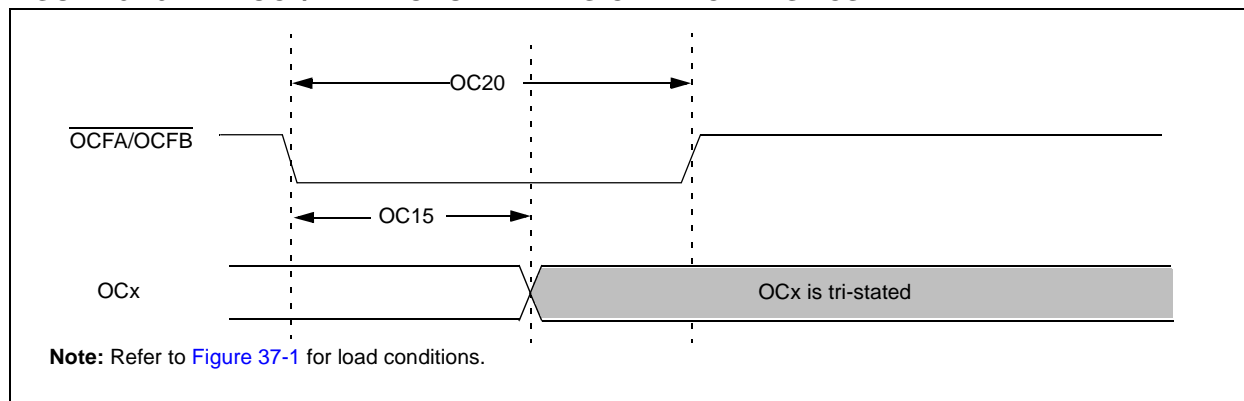 OC20
OCFA/OCFB
OC15
OCx
OCx is tri-stated
Note: Refer to Figure 37-1 for load conditions.